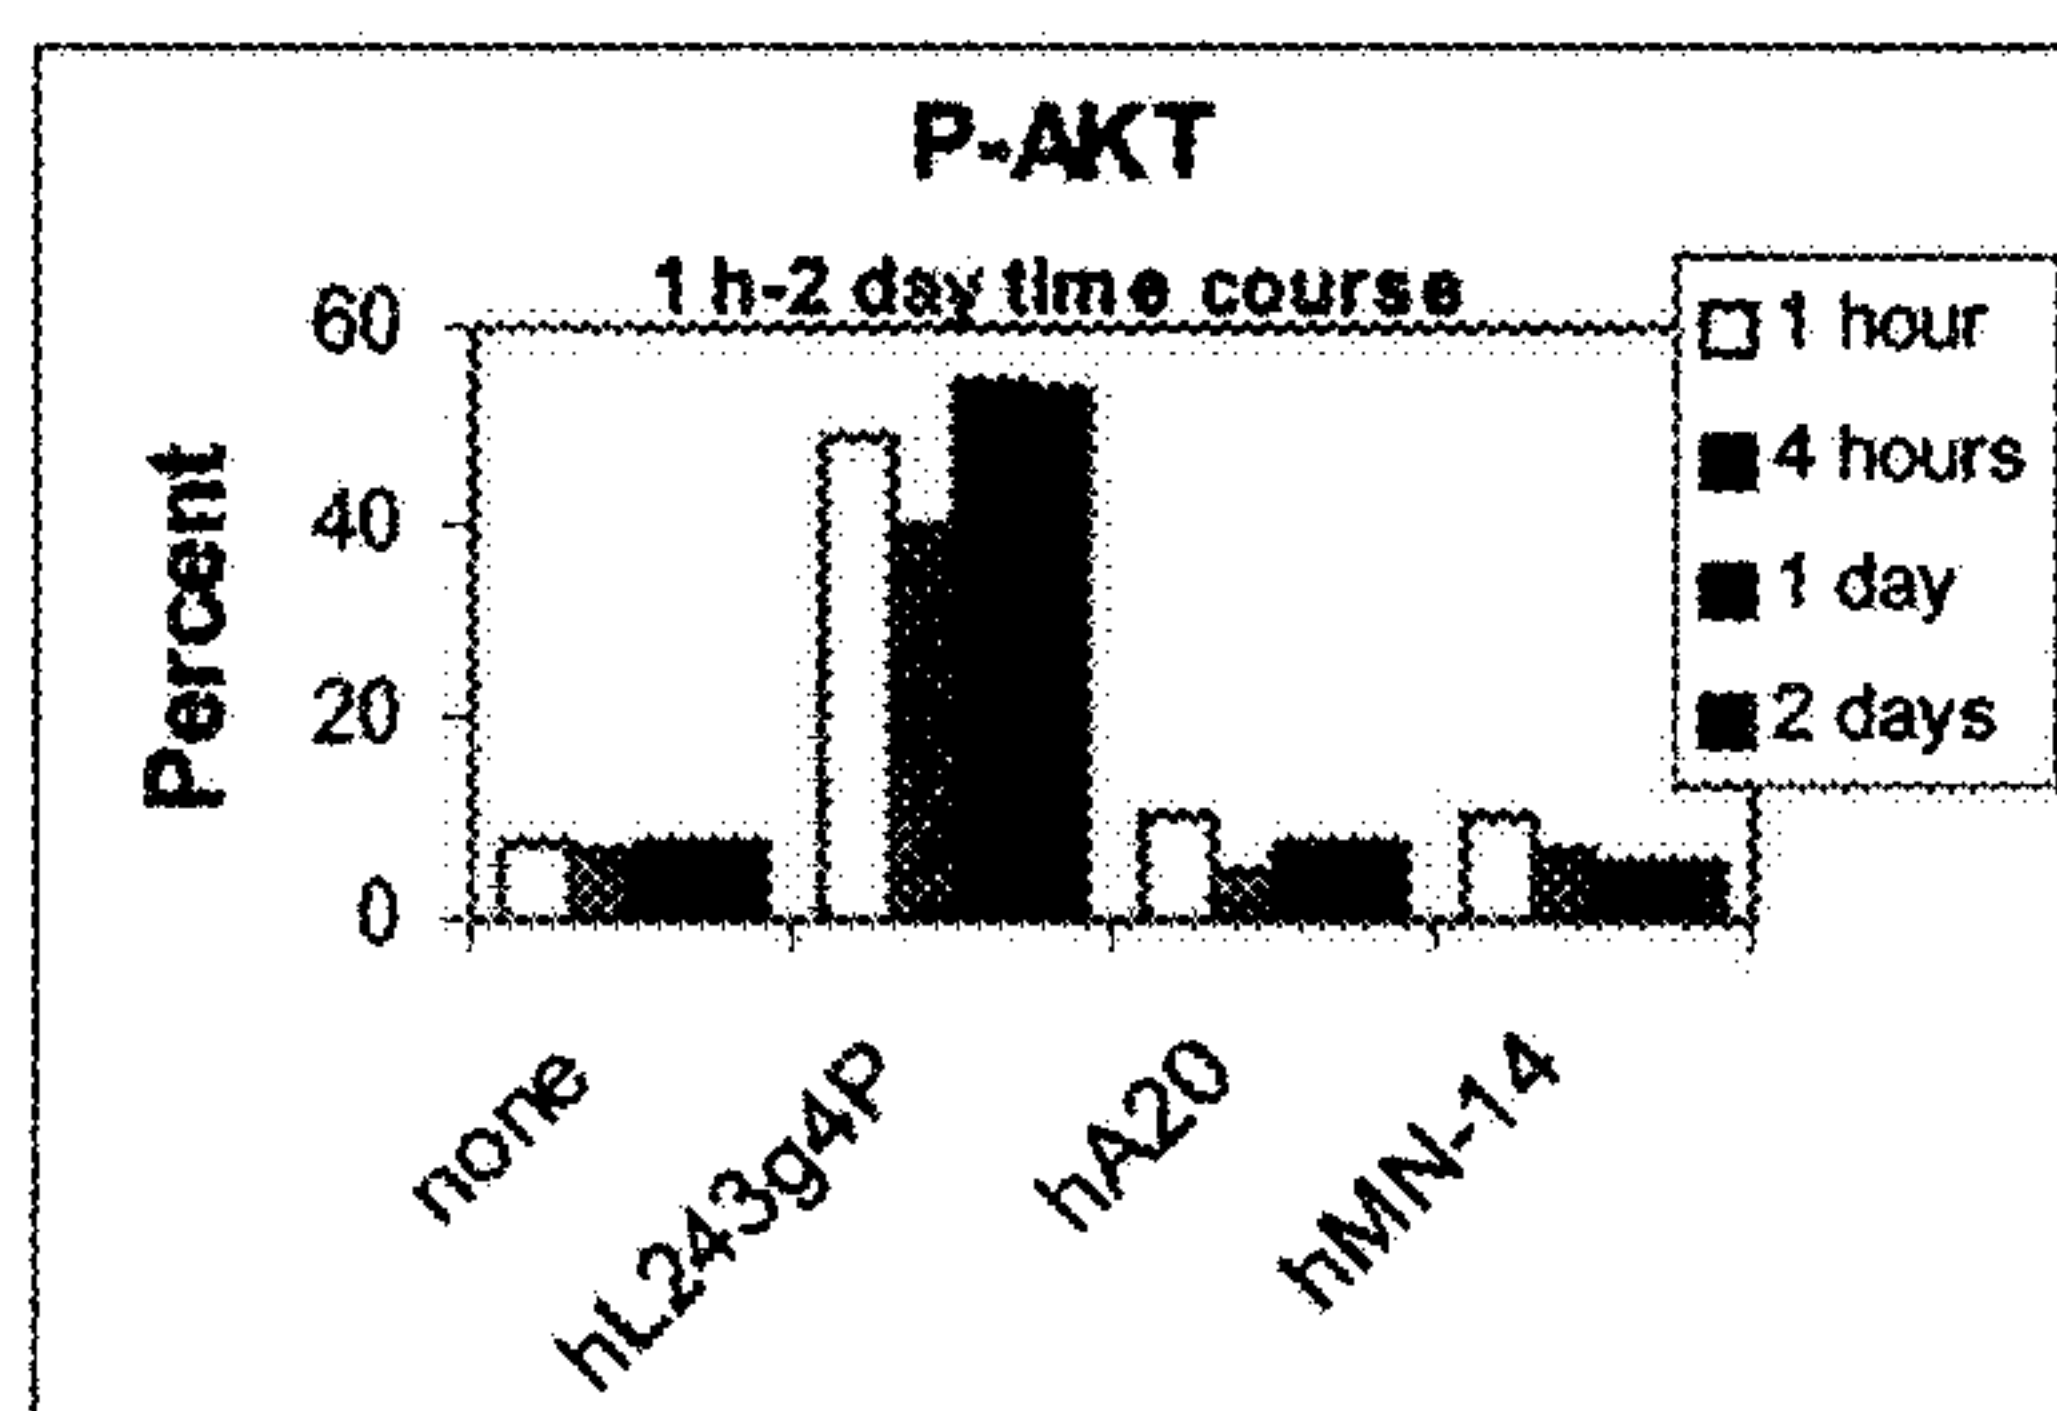 P-AKT
1 h-2 day time course
Percent
60
40
20
0
1 hour
4 hours
1 day
2 days
none
hL243g4P
hA20
hMN-14